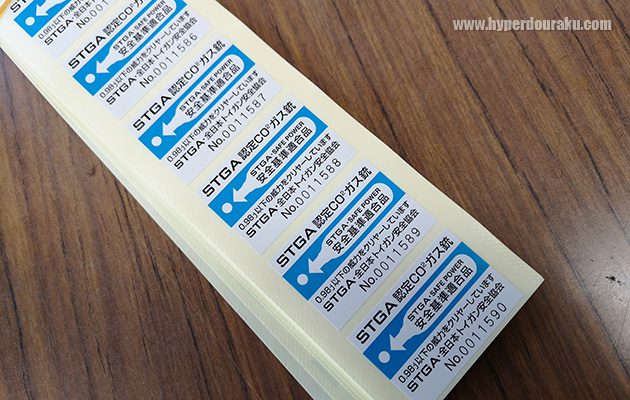 www.hyperdouraku.com
安全基準適合品
0.98J以下の威力をクリヤーしています
STGA・全日本トイガン安全協会
No.0011586
STGA 認定CO²ガス銃
STGA・SAFE POWER
安全基準適合品
0.98J以下の威力をクリヤーしています
STGA・全日本トイガン安全協会
No.0011587
STGA 認定CO²ガス銃
STGA・SAFE POWER
安全基準適合品
0.98J以下の威力をクリヤーしています
STGA・全日本トイガン安全協会
No.0011588
STGA 認定CO²ガス銃
STGA・SAFE POWER
安全基準適合品
0.98J以下の威力をクリヤーしています
STGA・全日本トイガン安全協会
No.0011589
STGA 認定CO²ガス銃
STGA・SAFE POWER
安全基準適合品
0.98J以下の威力をクリヤーしています
STGA・全日本トイガン安全協会
No.0011590